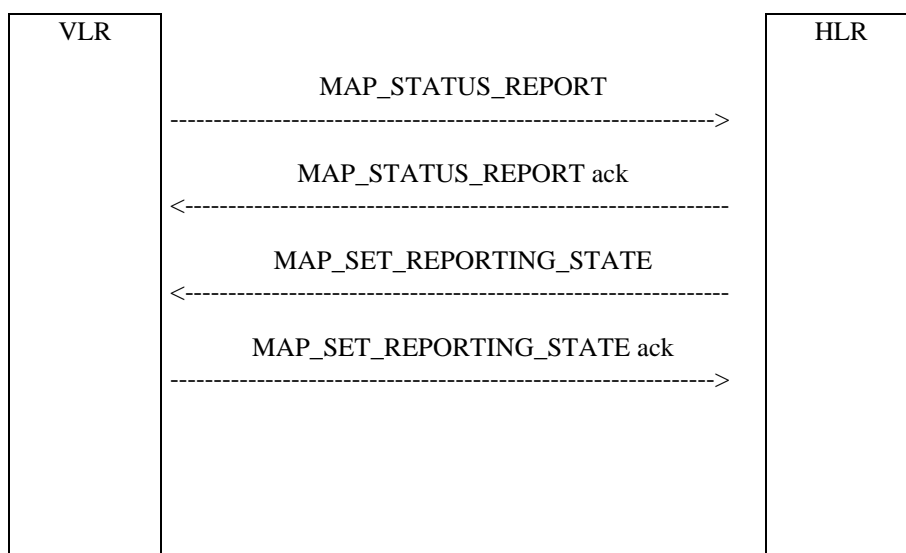 VLR HLR
MAP_STATUS_REPORT
MAP_STATUS_REPORT ack
MAP_SET_REPORTING_STATE
MAP_SET_REPORTING_STATE ack